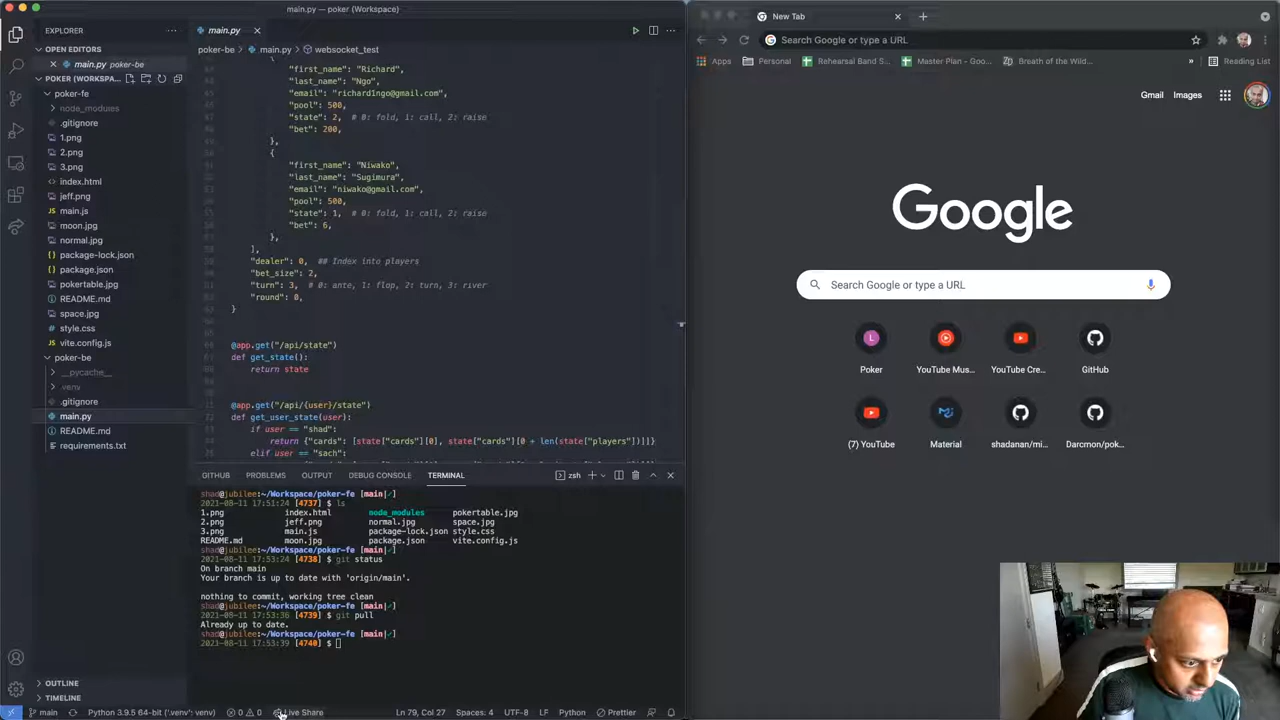 main.py — poker (Workspace)
EXPLORER
OPEN EDITORS
main.py poker-be
POKER (WORKSPA...
poker-fe
node_modules
.gitignore
1.png
2.png
3.png
index.html
jeff.png
main.js
moon.jpg
normal.jpg
package-lock.json
package.json
pokertable.jpg
README.md
space.jpg
style.css
vite.config.js
poker-be
__pycache__
.venv
.gitignore
main.py
README.md
requirements.txt
OUTLINE
TIMELINE
main.py
poker-be > main.py > websocket_test
{
"first_name": "Richard",
"last_name": "Ngo",
"email": "richardIngo@gmail.com",
"pool": 500,
"state": 2, # 0: fold, 1: call, 2: raise
"bet": 200,
},
{
"first_name": "Niwako",
"last_name": "Sugimura",
"email": "niwako@gmail.com",
"pool": 500,
"state": 1, # 0: fold, 1: call, 2: raise
"bet": 6,
},
],
"dealer": 0, ## Index into players
"bet_size": 2,
"turn": 3, # 0: ante, 1: flop, 2: turn, 3: river
"round": 0,
}
@app.get("/api/state")
def get_state():
return state
@app.get("/api/{user}/state")
def get_user_state(user):
if user == "shad":
return {"cards": [state["cards"][0], state["cards"][0 + len(state["players"])]]}
elif user == "sach":
GITHUB PROBLEMS OUTPUT DEBUG CONSOLE TERMINAL zsh
shad@jubilee:~/Workspace/poker-fe [main|✓]
2021-08-11 17:51:24 [4737] $ ls
1.png index.html node_modules pokertable.jpg
2.png jeff.png normal.jpg space.jpg
3.png main.js package-lock.json style.css
README.md moon.jpg package.json vite.config.js
shad@jubilee:~/Workspace/poker-fe [main|✓]
2021-08-11 17:53:24 [4738] $ git status
On branch main
Your branch is up to date with 'origin/main'.
nothing to commit, working tree clean
shad@jubilee:~/Workspace/poker-fe [main|✓]
2021-08-11 17:53:36 [4739] $ git pull
Already up to date.
shad@jubilee:~/Workspace/poker-fe [main|✓]
2021-08-11 17:53:39 [4740] $
main Python 3.9.5 64-bit ('.venv': venv) 0 0 Live Share Ln 79, Col 27 Spaces: 4 UTF-8 LF Python Prettier
New Tab
Search Google or type a URL
Apps Personal Rehearsal Band S... Master Plan - Goo... Breath of the Wild... » Reading List
Gmail Images
Google
Search Google or type a URL
L
Poker YouTube Mus... YouTube Cre... GitHub
(7) YouTube Material shadanan/mi... Darcmon/pok...